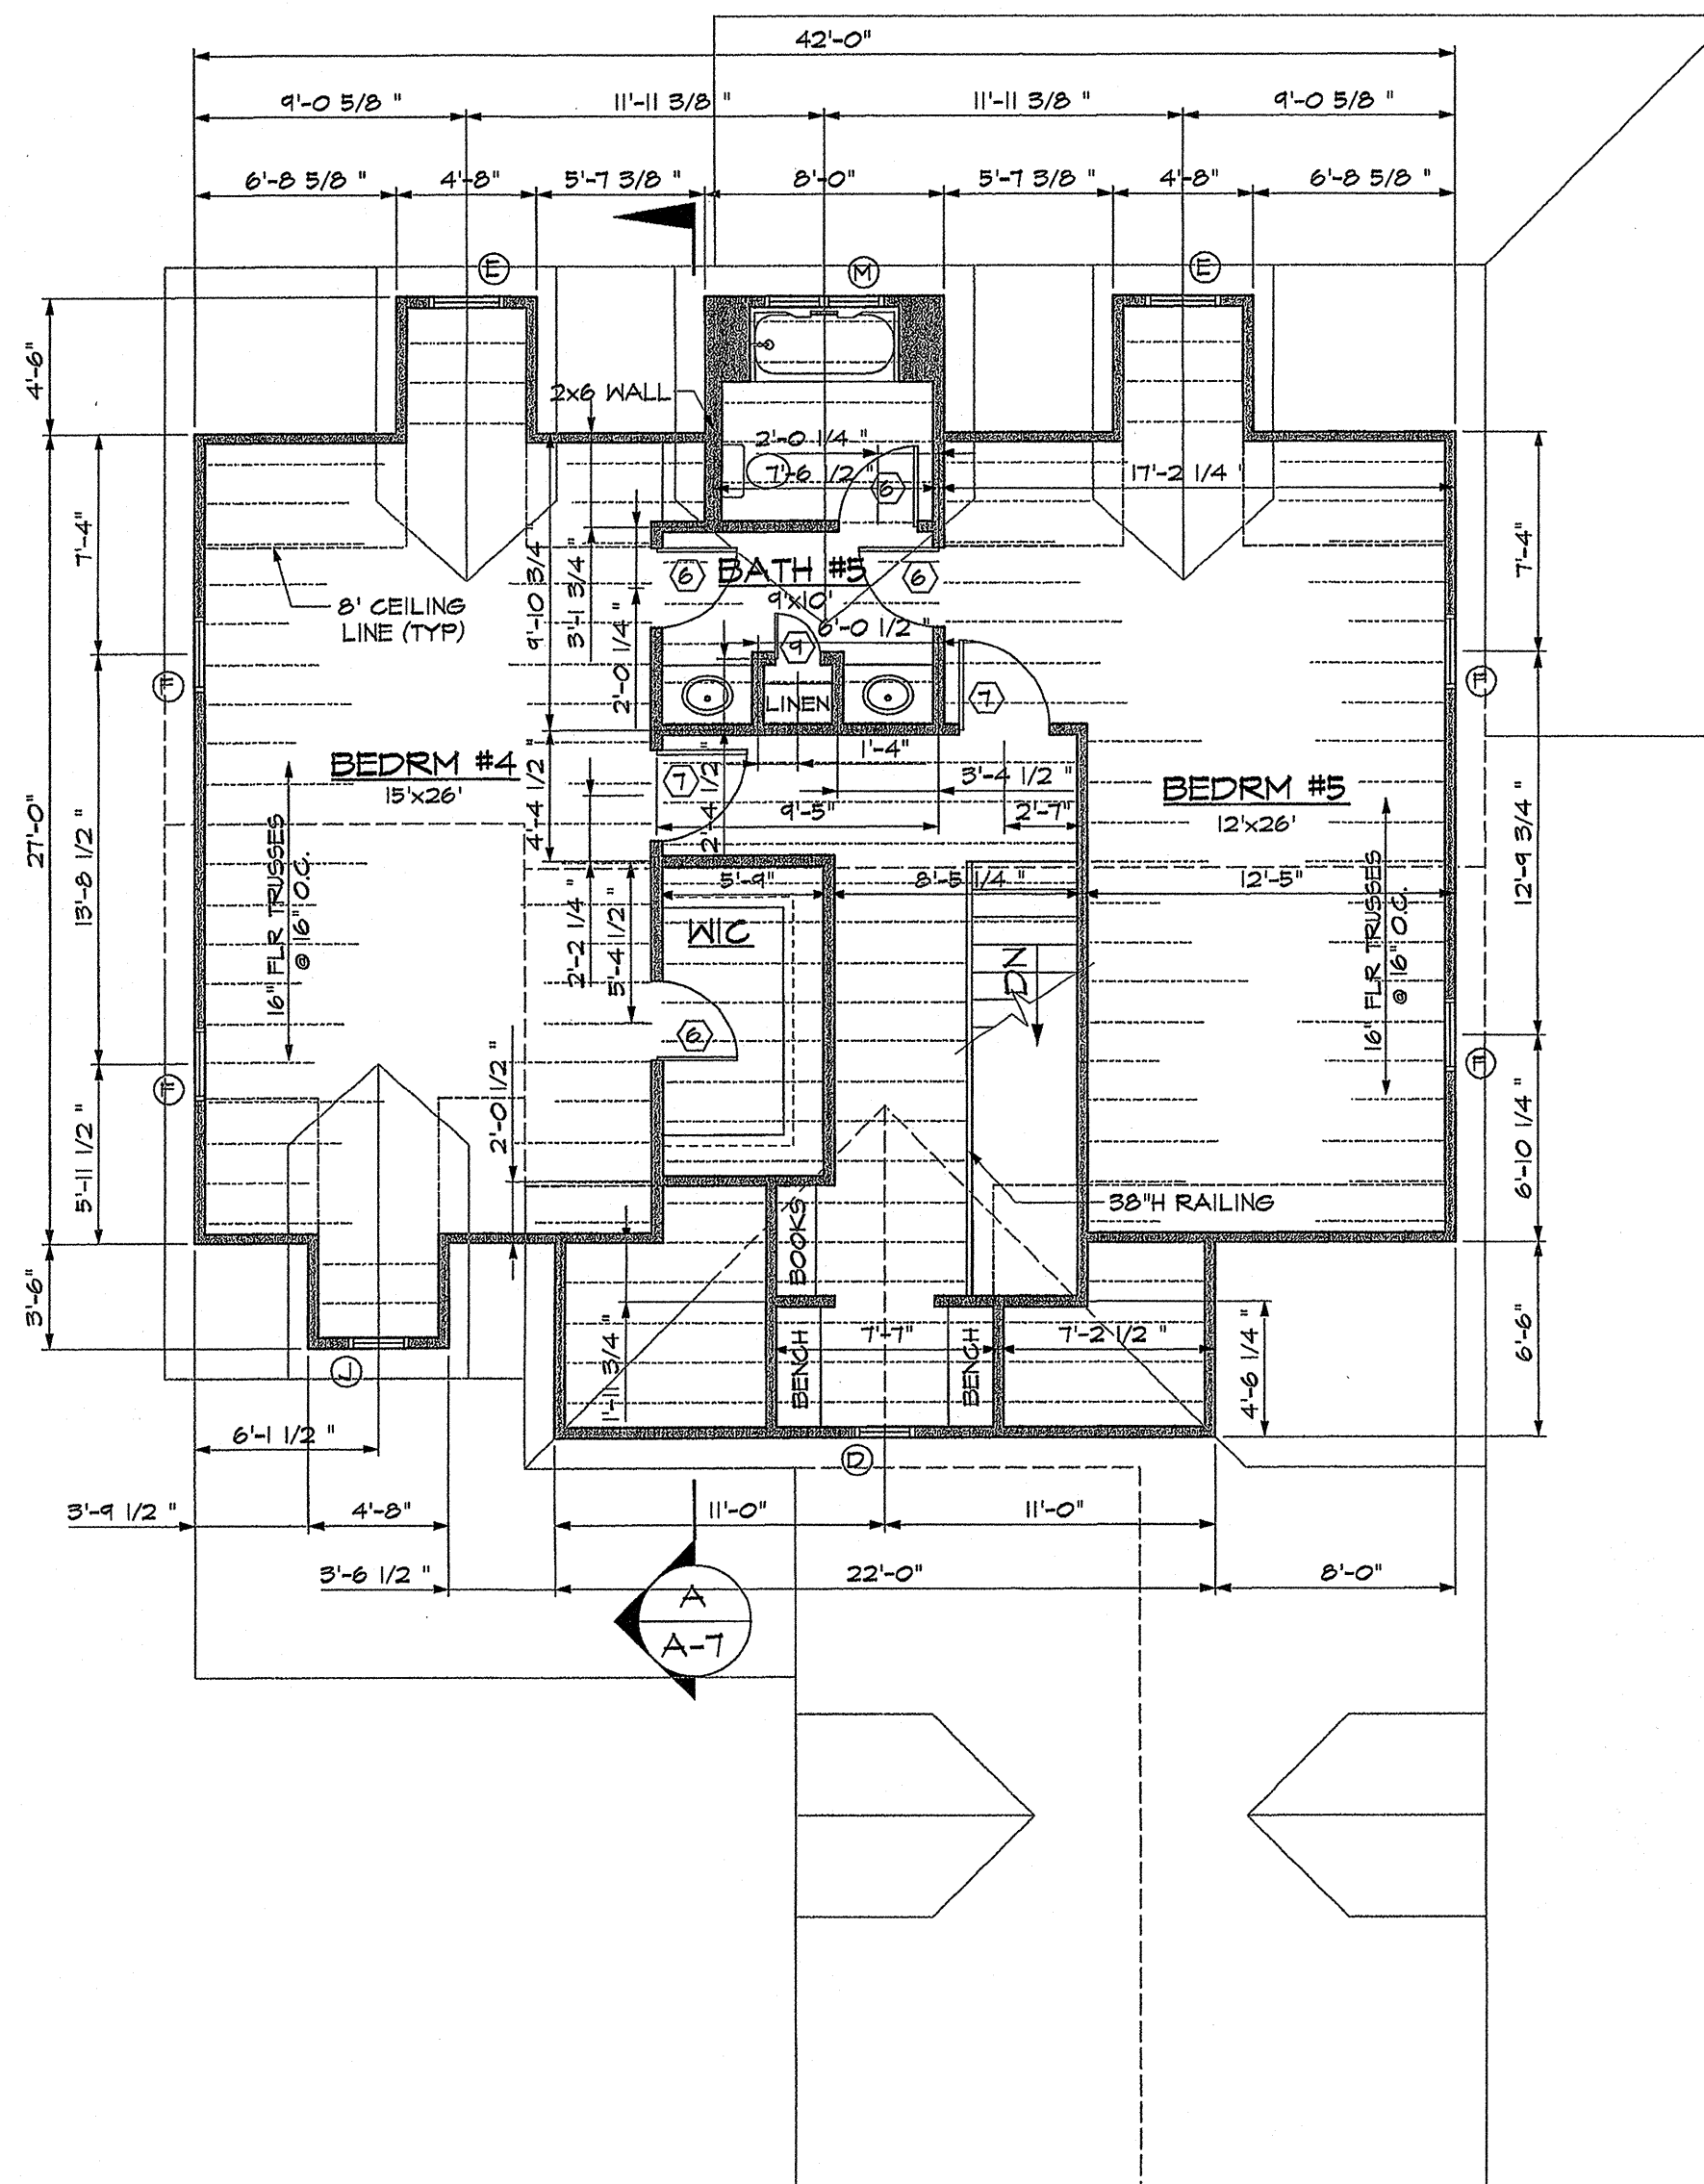 42'-0"
9'-0 5/8 "
11'-11 3/8 "
11'-11 3/8 "
9'-0 5/8 "
6'-8 5/8 "
4'-8"
5'-7 3/8 "
8'-0"
5'-7 3/8 "
4'-8"
6'-8 5/8 "
E
M
E
4'-6"
2x6 WALL
2'-0 1/4 "
7'-6 1/2 "
6
17'-2 1/4 '
7'-4"
7'-4"
9'-10 3/4"
3'-11 3/4"
2'-0 1/4 "
6
BATH #5
6
9'x10'
8' CEILING
LINE (TYP)
6'-0 1/2 "
9
LINEN
7
F
F
BEDRM #4
15'x26'
7
1'-4"
3'-4 1/2 "
9'-5"
2'-7"
2'-4 1/2"
4'-4 1/2"
BEDRM #5
12'x26'
27'-0"
13'-8 1/2"
12'-9 3/4"
16" FLR TRUSSES
@ 16" O.C.
5'-9"
8'-5 1/4 "
12'-5"
16" FLR TRUSSES
@ 16" O.C.
WIC
2'-2 1/4 "
5'-4 1/2"
DN
6
F
F
2'-0 1/2"
5'-11 1/2"
6'-10 1/4"
38"H RAILING
BOOKS
3'-6"
1'-11 3/4"
BENCH
7'-7"
BENCH
7'-2 1/2 "
4'-6 1/4 "
6'-6"
L
6'-1 1/2 "
D
3'-9 1/2 "
4'-8"
11'-0"
11'-0"
3'-6 1/2 "
22'-0"
8'-0"
A
A-7